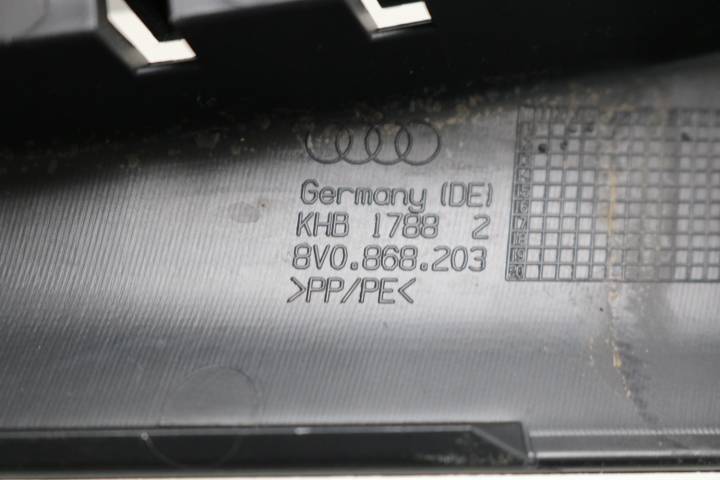 Germany (DE)
KHB 1788 2
8V0.868.203
>PP/PE<